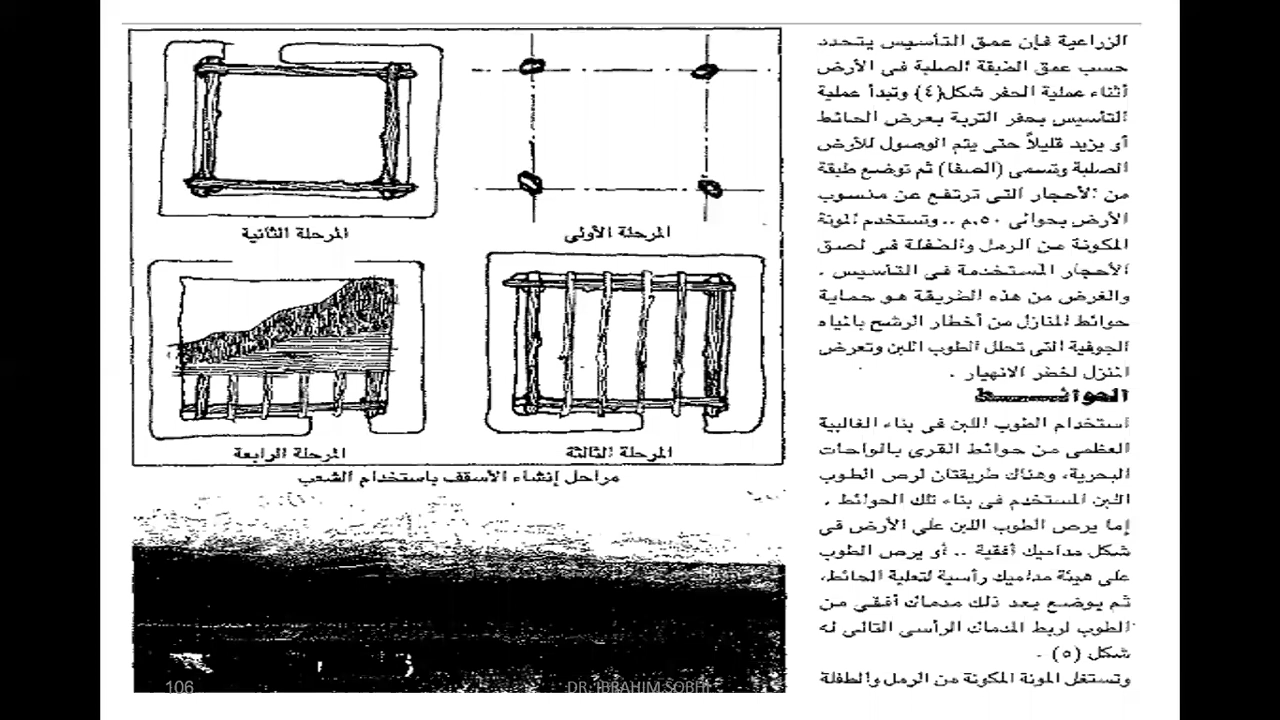 الزراعية فإن عمق التأسيس يتحدد
حسب عمق الطبقة الصلبة فى الأرض
أثناء عملية الحفر شكل (٤) وتبدأ عملية
التأسيس بحفر التربة بعرض الحائط
أو يزيد قليلاً حتى يتم الوصول للأرض
الصلبة وتسمى (الصفا) ثم توضع طبقة
من الأحجار التى ترتفع عن منسوب
الأرض بحوالى ٥٠,م .. وتستخدم المونة
المكونة من الرمل والطفلة فى لصق
الأحجار المستخدمة فى التأسيس .
والغرض من هذه الطريقة هو حماية
حوائط المنازل من أخطار الرشح بالمياه
الجوفية التى تحلل الطوب اللبن وتعرض
المنزل لخطر الانهيار .
الحوائــــــط
استخدام الطوب اللبن فى بناء الغالبية
العظمى من حوائط القرى بالواحات
البحرية، وهناك طريقتان لرص الطوب
اللبن المستخدم فى بناء تلك الحوائط .
إما يرص الطوب اللبن على الأرض فى
شكل مداميك أفقية .. أو يرص الطوب
على هيئة مداميك رأسية لتعلية الحائط،
ثم يوضع بعد ذلك مدماك أفقى من
الطوب لربط المدماك الرأسى التالى له
شكل (٥) .
وتستغل المونة المكونة من الرمل والطفلة
المرحلة الأولى
المرحلة الثانية
المرحلة الثالثة
المرحلة الرابعة
مراحل إنشاء الأسقف باستخدام الشعب
106
DR. IBRAHIM SOBHI